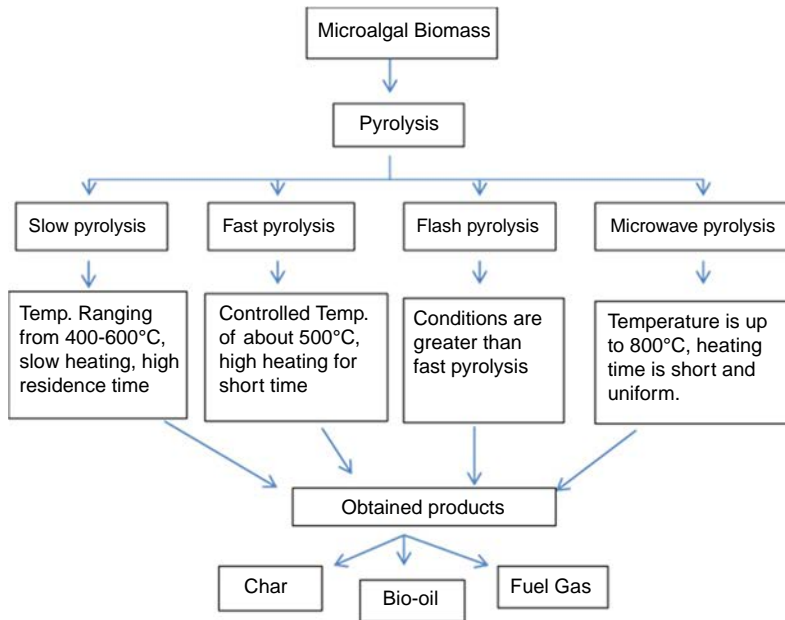 Microalgal Biomass
Pyrolysis
Slow pyrolysis
Fast pyrolysis
Flash pyrolysis
Microwave pyrolysis
Temp. Ranging
from 400-600°C,
slow heating, high
residence time
Controlled Temp.
of about 500°C,
high heating for
short time
Conditions are
greater than
fast pyrolysis
Temperature is up
to 800°C, heating
time is short and
uniform.
Obtained products
Char
Bio-oil
Fuel Gas